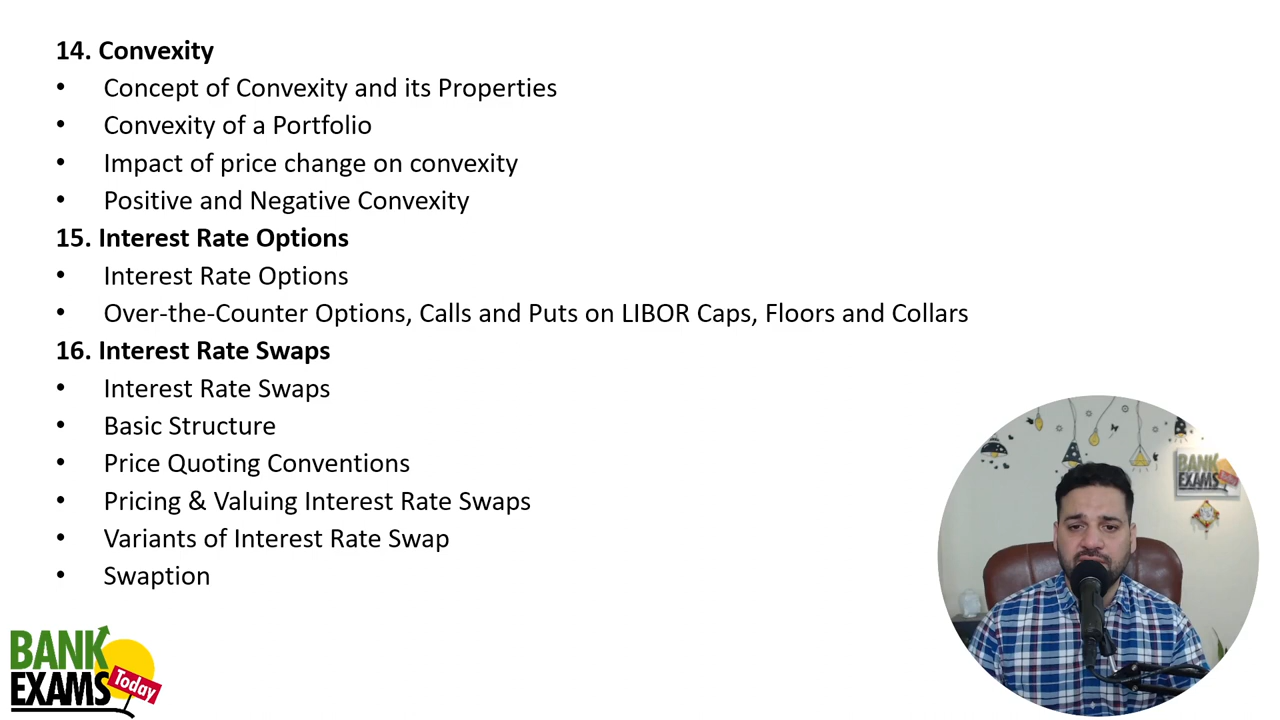 14. Convexity
• Concept of Convexity and its Properties
• Convexity of a Portfolio
• Impact of price change on convexity
• Positive and Negative Convexity
15. Interest Rate Options
• Interest Rate Options
• Over-the-Counter Options, Calls and Puts on LIBOR Caps, Floors and Collars
16. Interest Rate Swaps
• Interest Rate Swaps
• Basic Structure
• Price Quoting Conventions
• Pricing & Valuing Interest Rate Swaps
• Variants of Interest Rate Swap
• Swaption
BANK
EXAMS
Today
BANK
EXAMS
Today